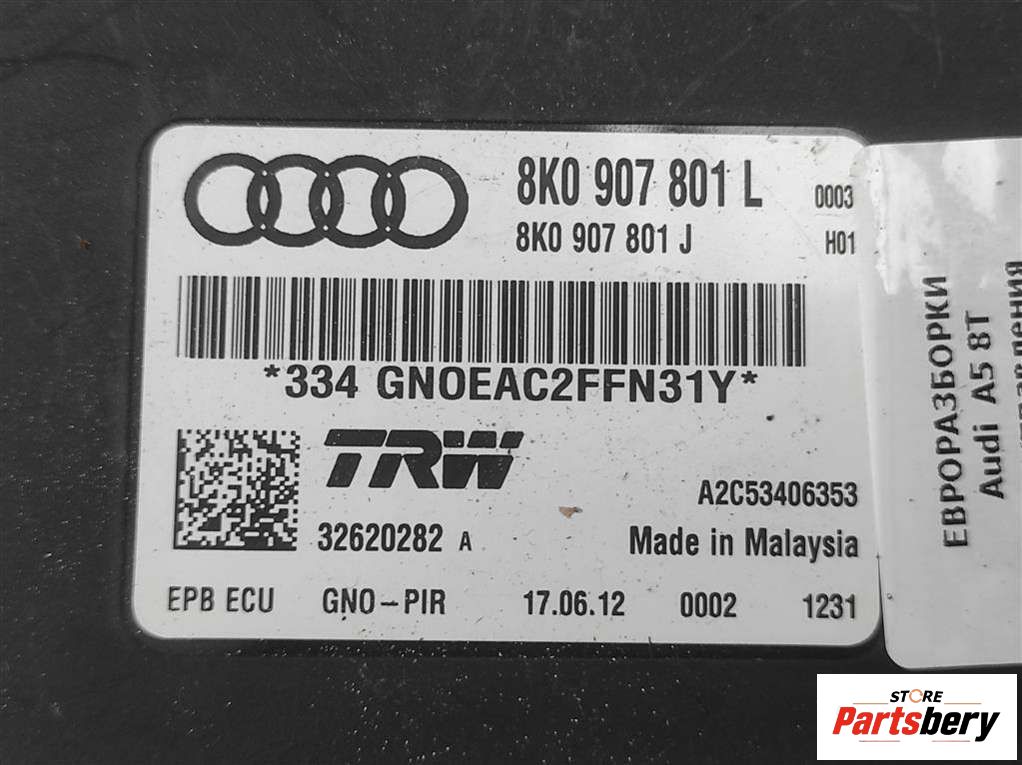 8K0 907 801 L 0003
8K0 907 801 J H01
*334 GNOEAC2FFN31Y*
TRW
A2C53406353
32620282 A Made in Malaysia
EPB ECU GNO-PIR 17.06.12 0002 1231
ЕВРОРАЗБОРКИ
Audi A5 8T
STORE
Partsbery